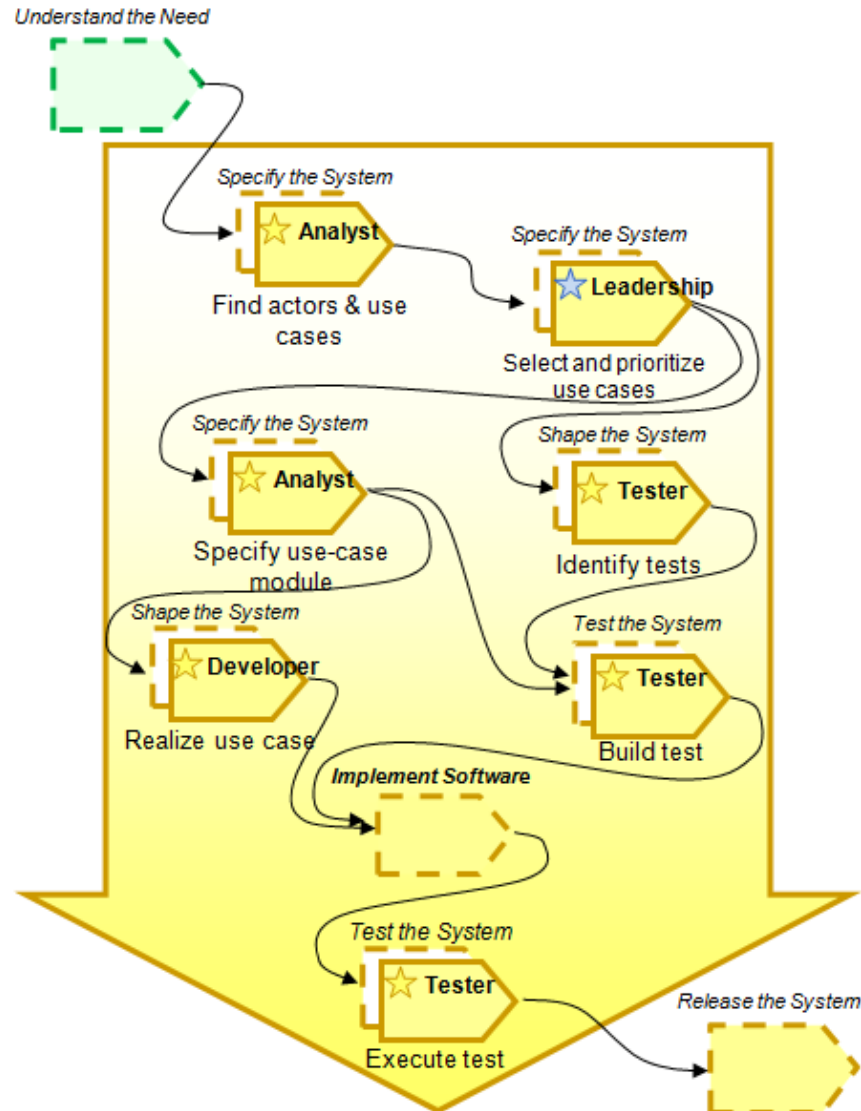 Understand the Need
Specify the System
Analyst
Find actors & use
cases
Specify the System
Leadership
Select and prioritize
use cases
Specify the System
Analyst
Specify use-case
module
Shape the System
Tester
Identify tests
Shape the System
Developer
Realize use case
Test the System
Tester
Build test
Implement Software
Test the System
Tester
Execute test
Release the System